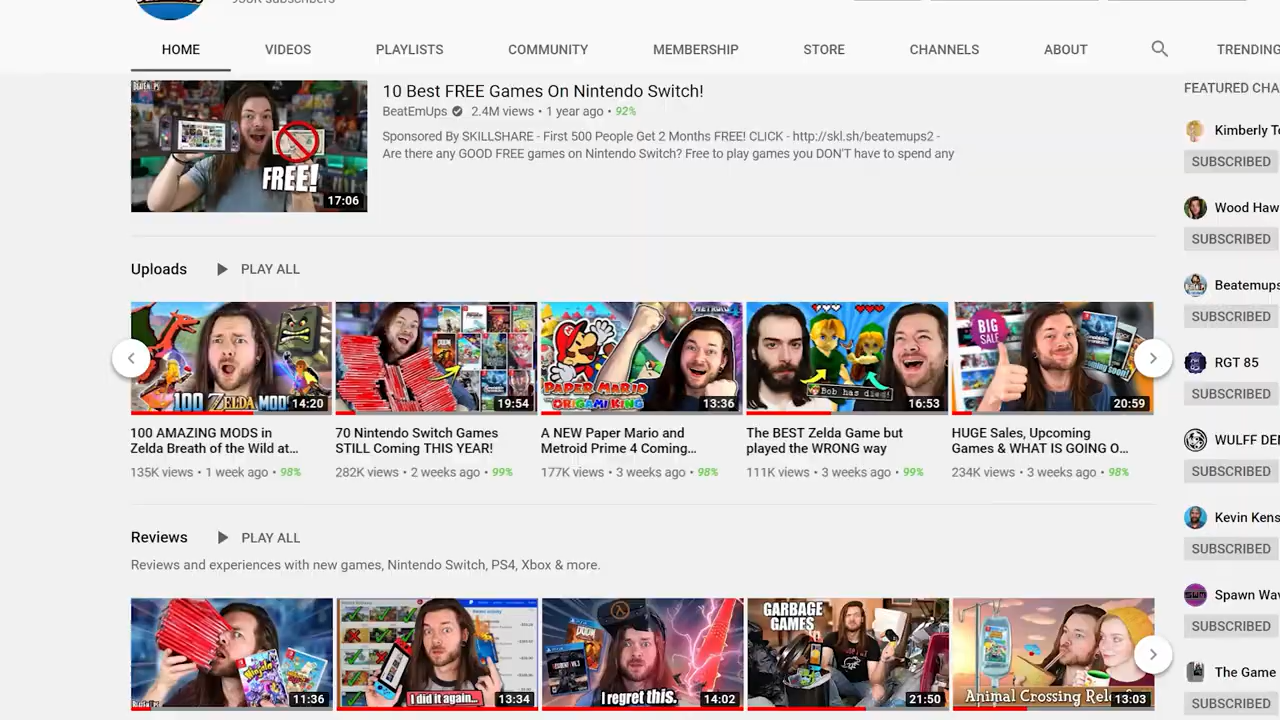 HOME VIDEOS PLAYLISTS COMMUNITY MEMBERSHIP STORE CHANNELS ABOUT TRENDING
BEATEMUPS
FREE!
17:06
10 Best FREE Games On Nintendo Switch!
BeatEmUps 2.4M views • 1 year ago • 92%
Sponsored By SKILLSHARE - First 500 People Get 2 Months FREE! CLICK - http://skl.sh/beatemups2 -
Are there any GOOD FREE games on Nintendo Switch? Free to play games you DON'T have to spend any
FEATURED CHA
Kimberly T
SUBSCRIBED
Wood Haw
SUBSCRIBED
Beatemups
SUBSCRIBED
RGT 85
SUBSCRIBED
WULFF DE
SUBSCRIBED
Kevin Kens
SUBSCRIBED
Spawn Wav
SUBSCRIBED
The Game
SUBSCRIBED
Uploads PLAY ALL
100 ZELDA MOD
14:20
19:54
PAPER MARIO
ORIGAMI KING
13:36
Bob has died!
16:53
BIG SALE
coming soon!
20:59
100 AMAZING MODS in
Zelda Breath of the Wild at...
135K views • 1 week ago • 98%
70 Nintendo Switch Games
STILL Coming THIS YEAR!
282K views • 2 weeks ago • 99%
A NEW Paper Mario and
Metroid Prime 4 Coming...
177K views • 3 weeks ago • 98%
The BEST Zelda Game but
played the WRONG way
111K views • 3 weeks ago • 99%
HUGE Sales, Upcoming
Games & WHAT IS GOING O...
234K views • 3 weeks ago • 98%
Reviews PLAY ALL
Reviews and experiences with new games, Nintendo Switch, PS4, Xbox & more.
11:36
I did it again...
13:34
DOOM
I regret this.
14:02
GARBAGE
GAMES
21:50
Animal Crossing
13:03